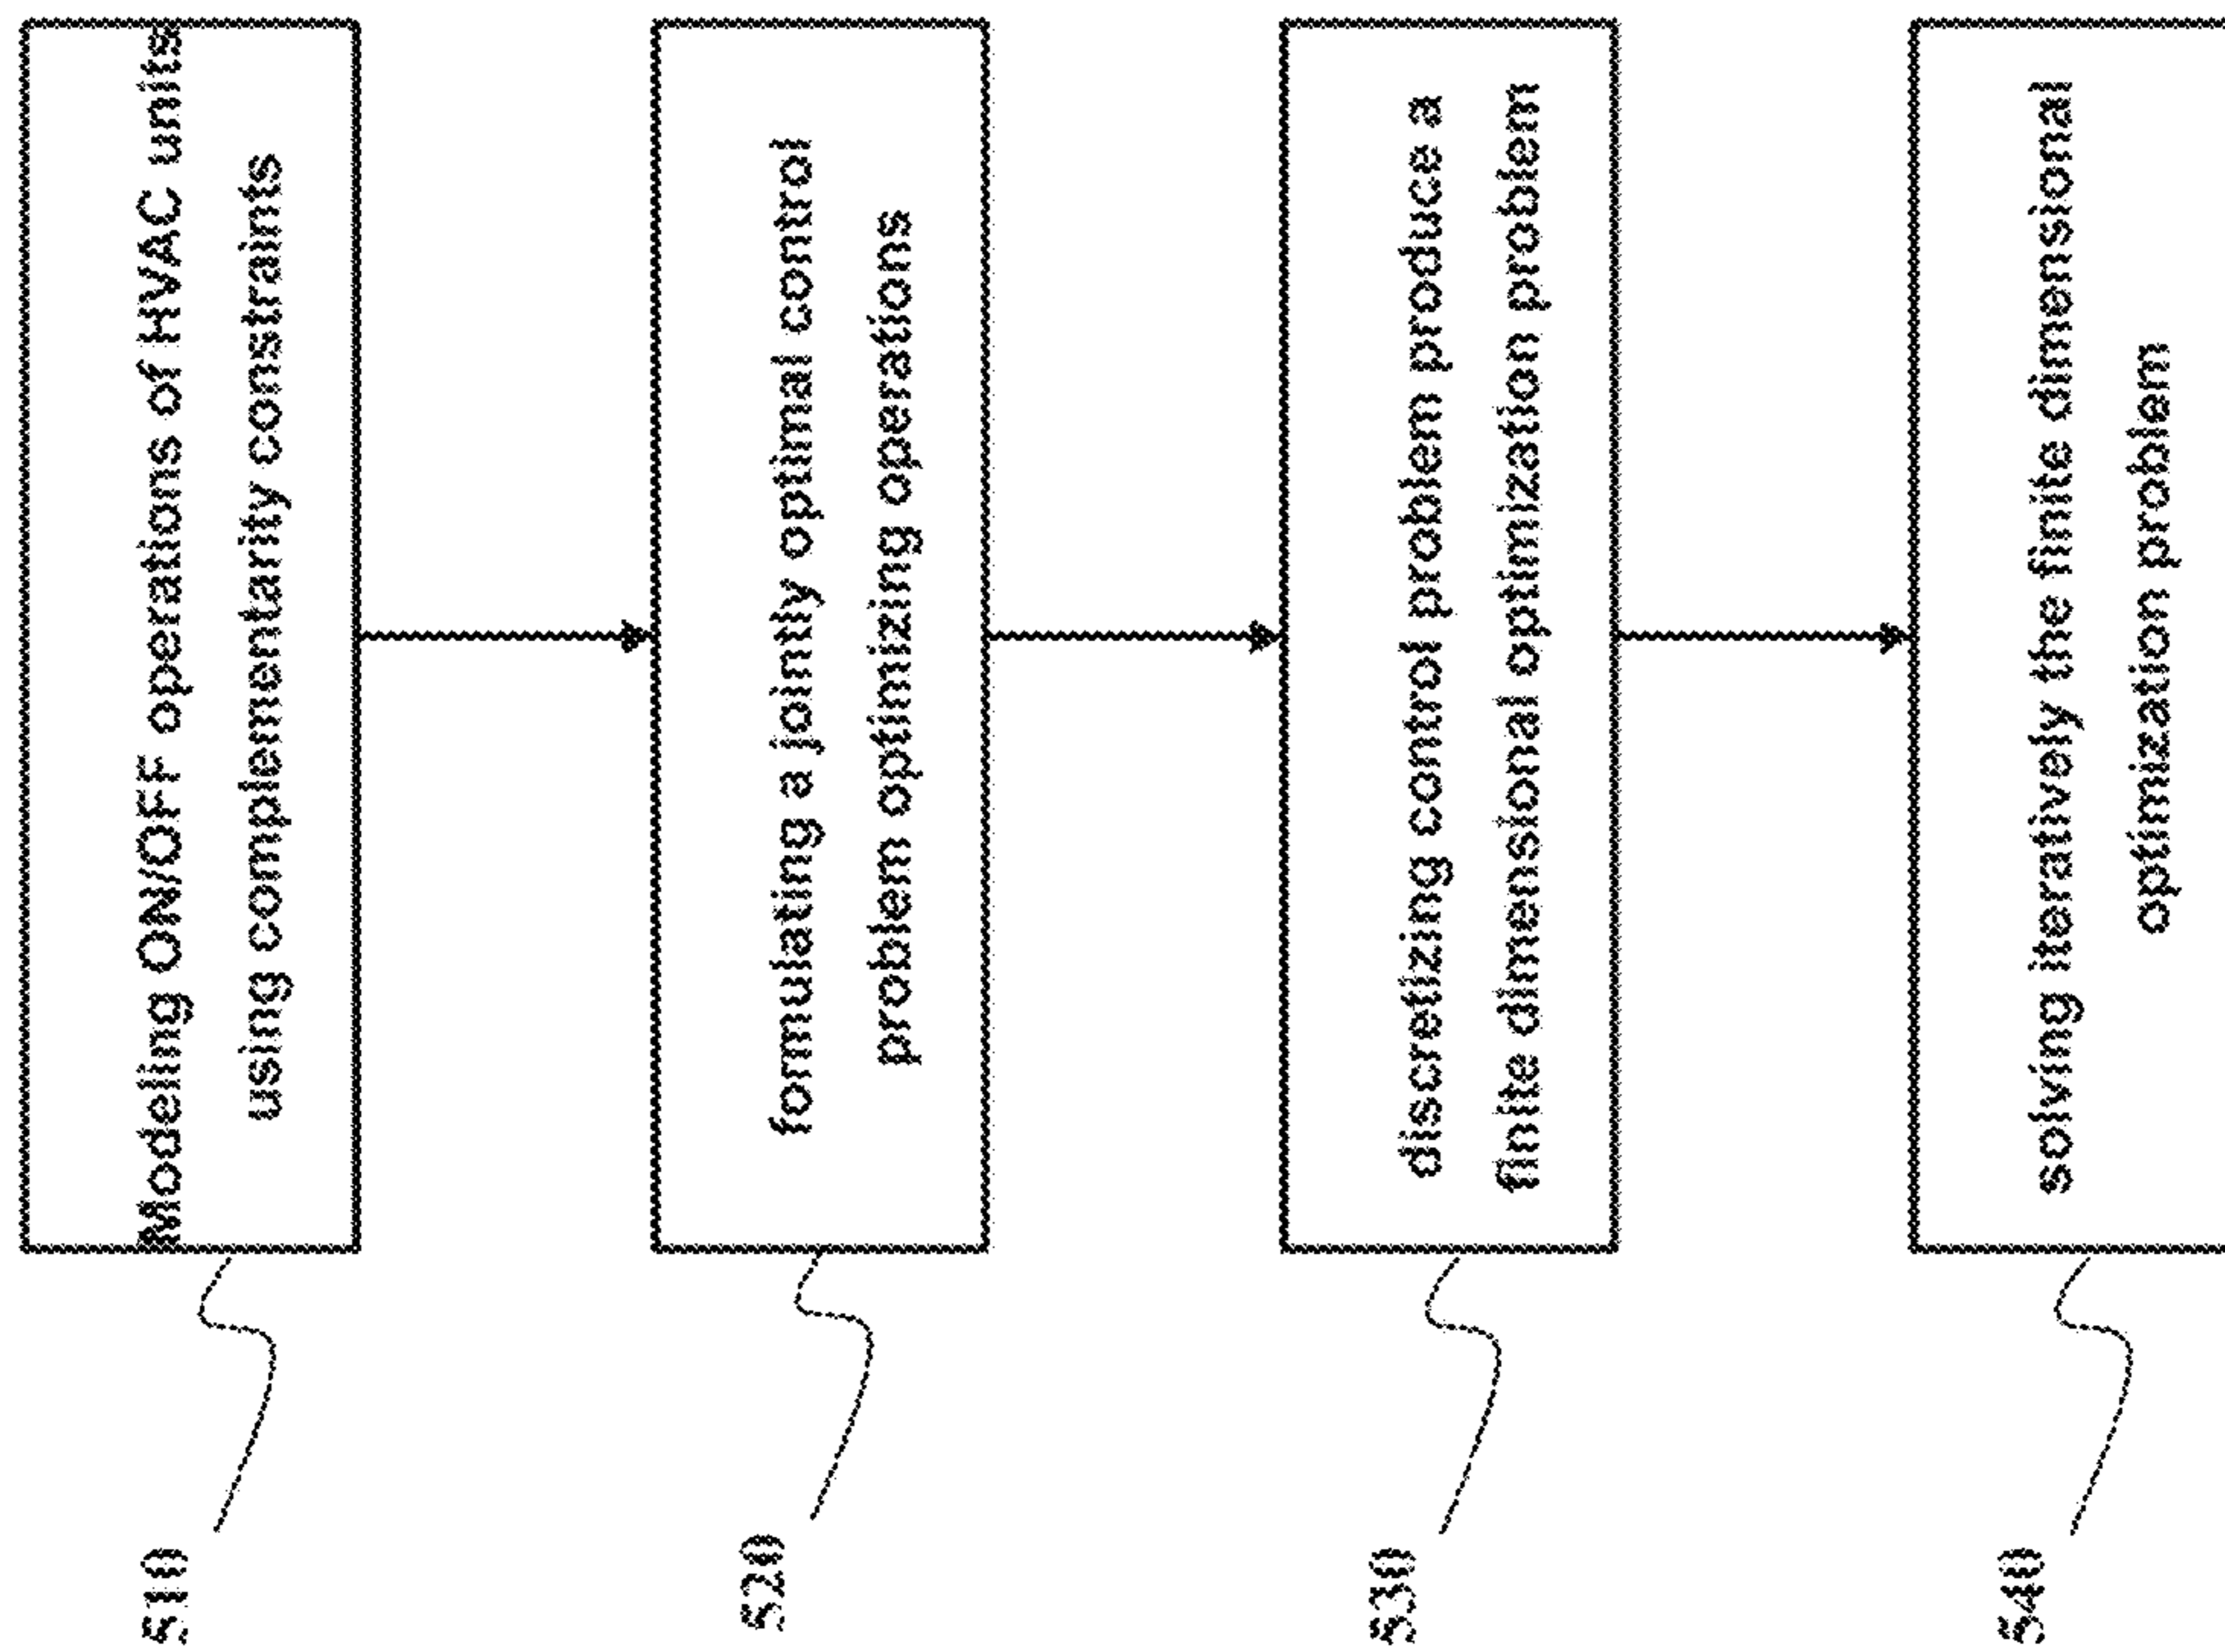 510
Modeling ON/OFF operations of HVAC units
using complementarity constraints
520
formulating a jointly optimal control
problem optimizing operations
530
discretizing control problem produce a
finite dimensional optimization problem
540
solving iteratively the finite dimensional
optimization problem